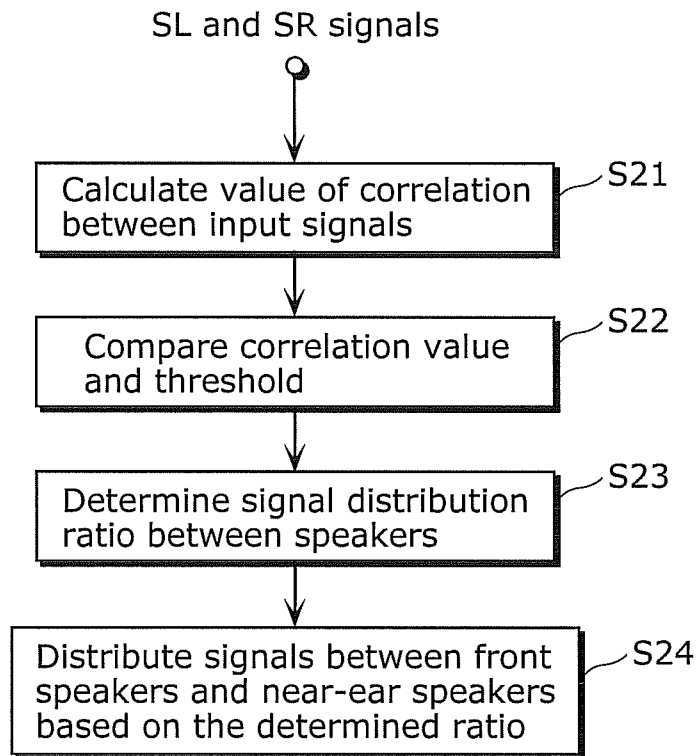 SL and SR signals
Calculate value of correlation
between input signals
S21
Compare correlation value
and threshold
S22
Determine signal distribution
ratio between speakers
S23
Distribute signals between front
speakers and near-ear speakers
based on the determined ratio
S24